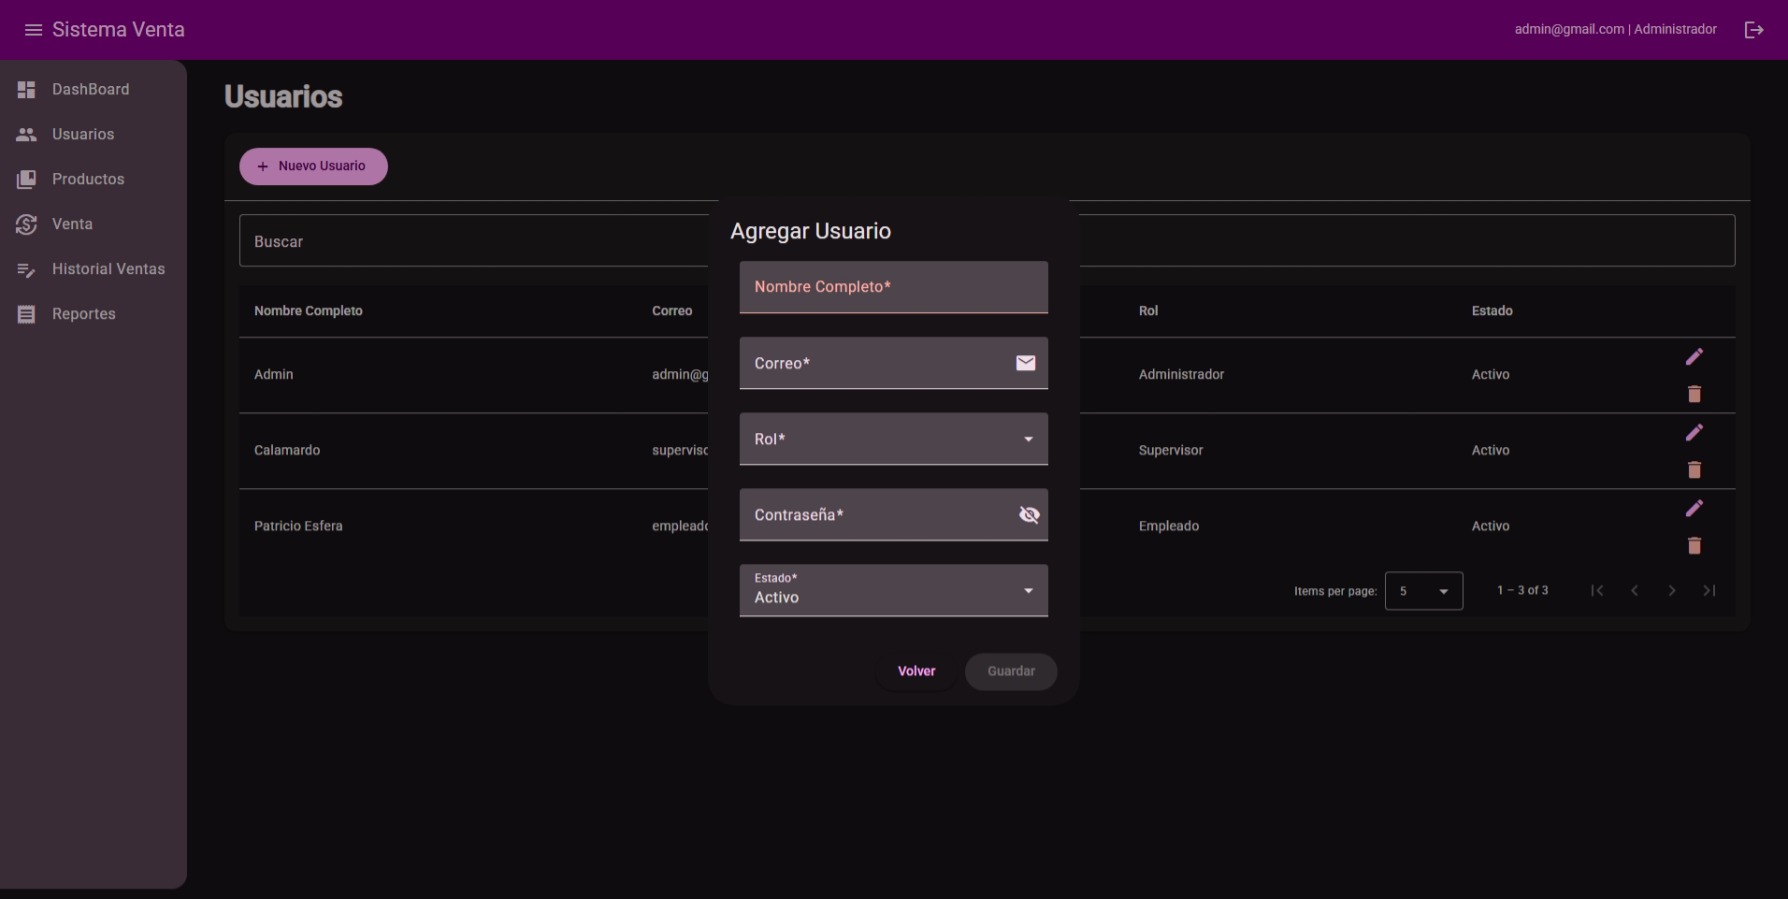 Sistema Venta
admin@gmail.com | Administrador
DashBoard
Usuarios
Productos
Venta
Historial Ventas
Reportes
Usuarios
+ Nuevo Usuario
Buscar
Nombre Completo Correo Rol Estado
Admin admin@g Administrador Activo
Calamardo supervisc Supervisor Activo
Patricio Esfera empleado Empleado Activo
Items per page: 5 1 – 3 of 3
Agregar Usuario
Nombre Completo*
Correo*
Rol*
Contraseña*
Estado*
Activo
Volver Guardar